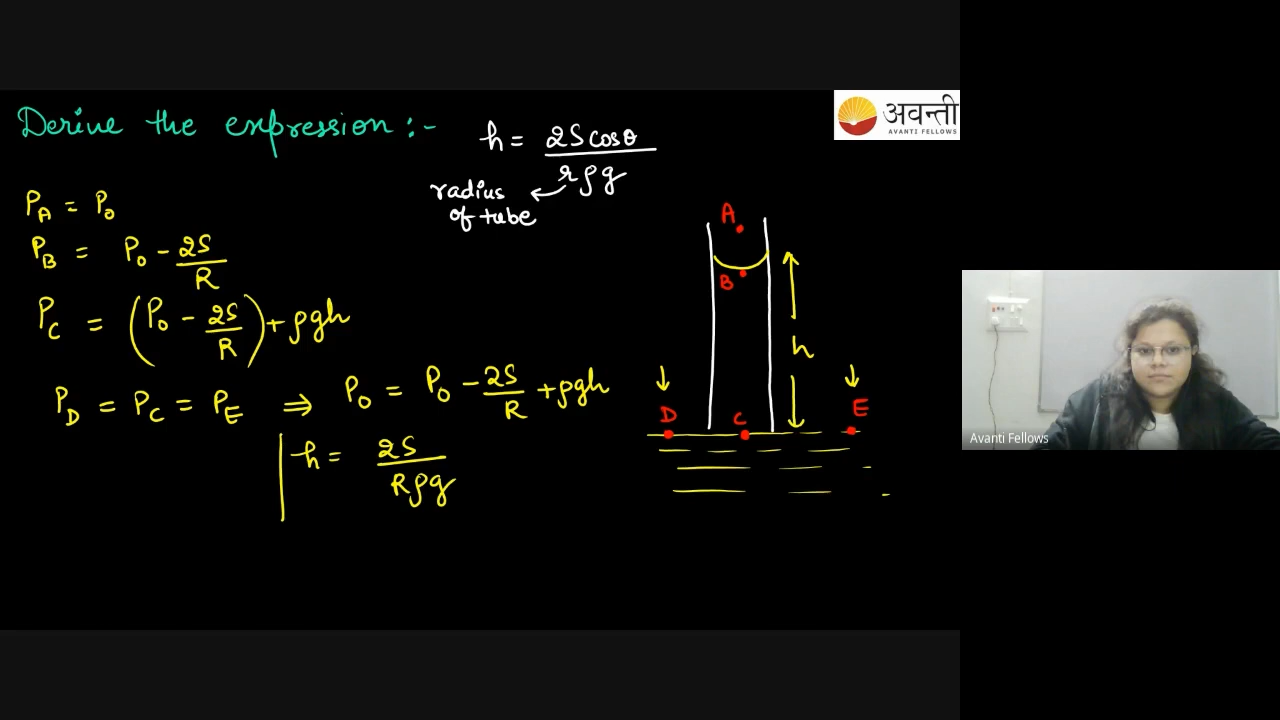 Derive the expression :-
h = 2S cosθ / rρg
radius of tube
अवन्ती
AVANTI FELLOWS
P_A = P_0
P_B = P_0 - 2S/R
P_C = (P_0 - 2S/R) + ρgh
P_D = P_C = P_E ⇒ P_0 = P_0 - 2S/R + ρgh
h = 2S / Rρg
A
B
h
D
C
E
Avanti Fellows